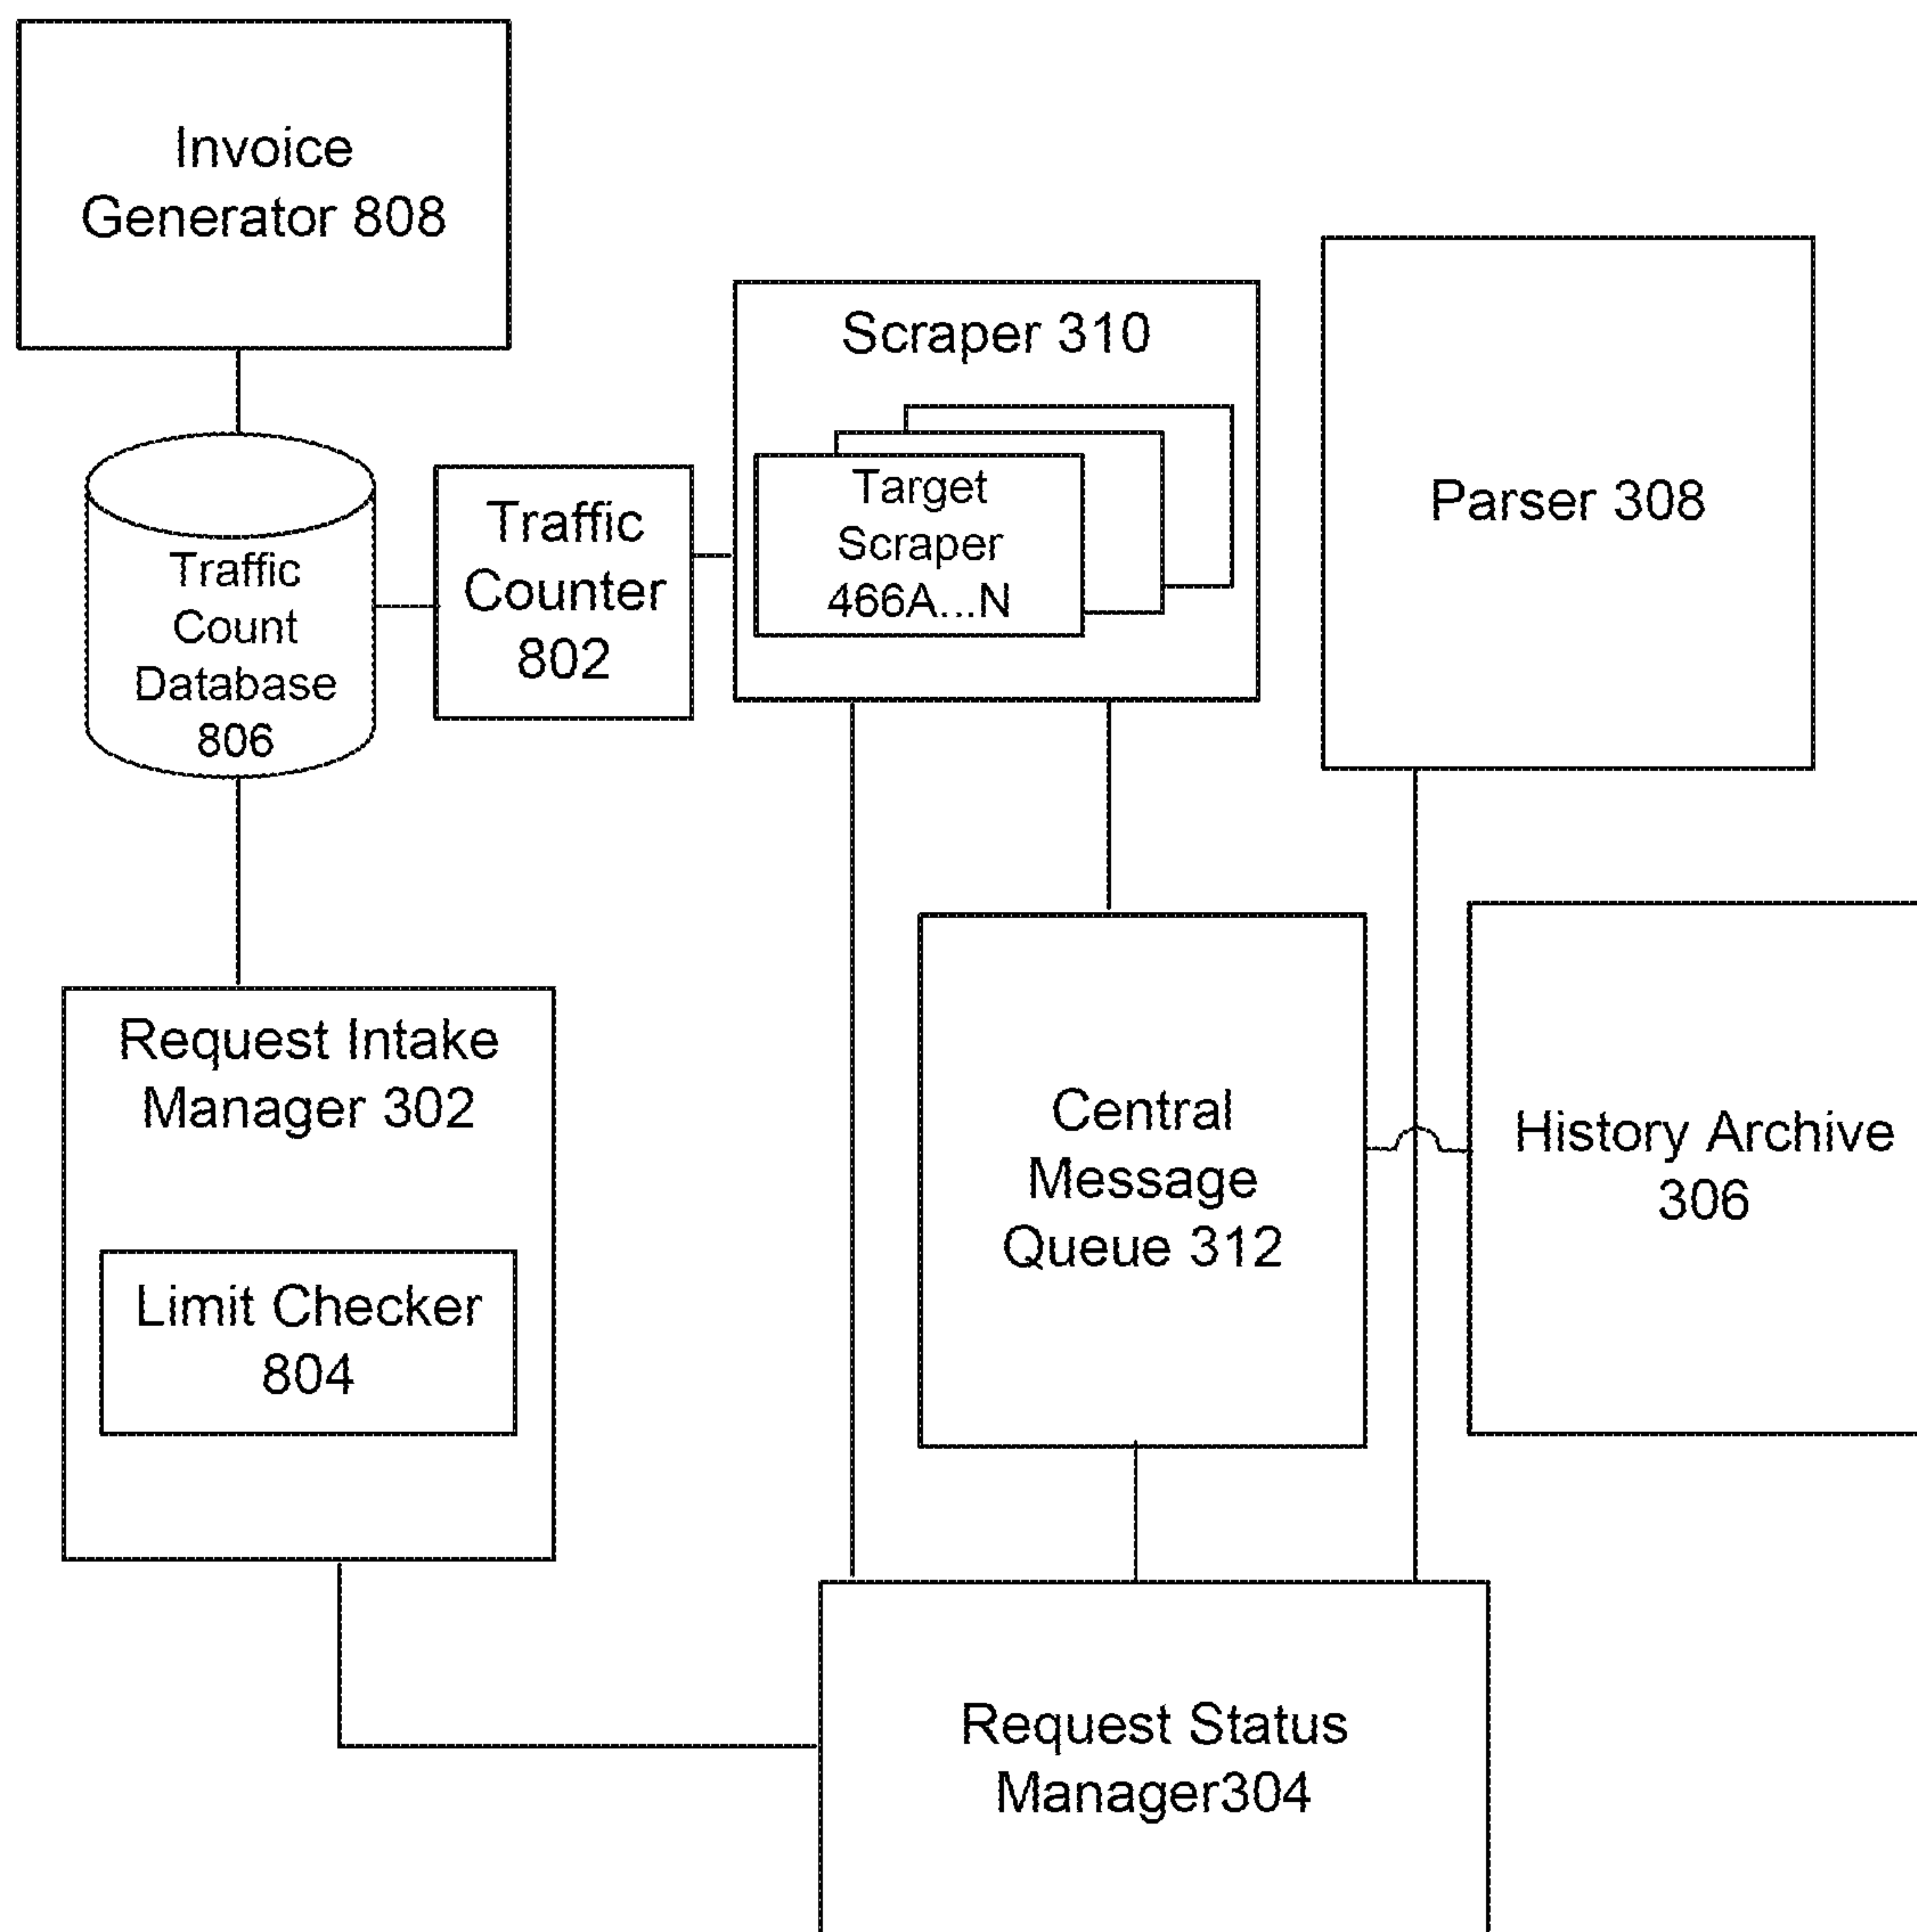 Invoice
Generator 808
Scraper 310
Target
Scraper
466A...N
Parser 308
Traffic
Counter
802
Traffic
Count
Database
806
Request Intake
Manager 302
Limit Checker
804
Central
Message
Queue 312
History Archive
306
Request Status
Manager304